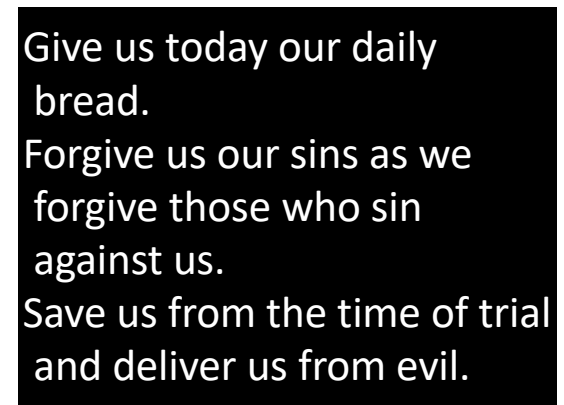 Give us today our daily
bread.
Forgive us our sins as we
forgive those who sin
against us.
Save us from the time of trial
and deliver us from evil.